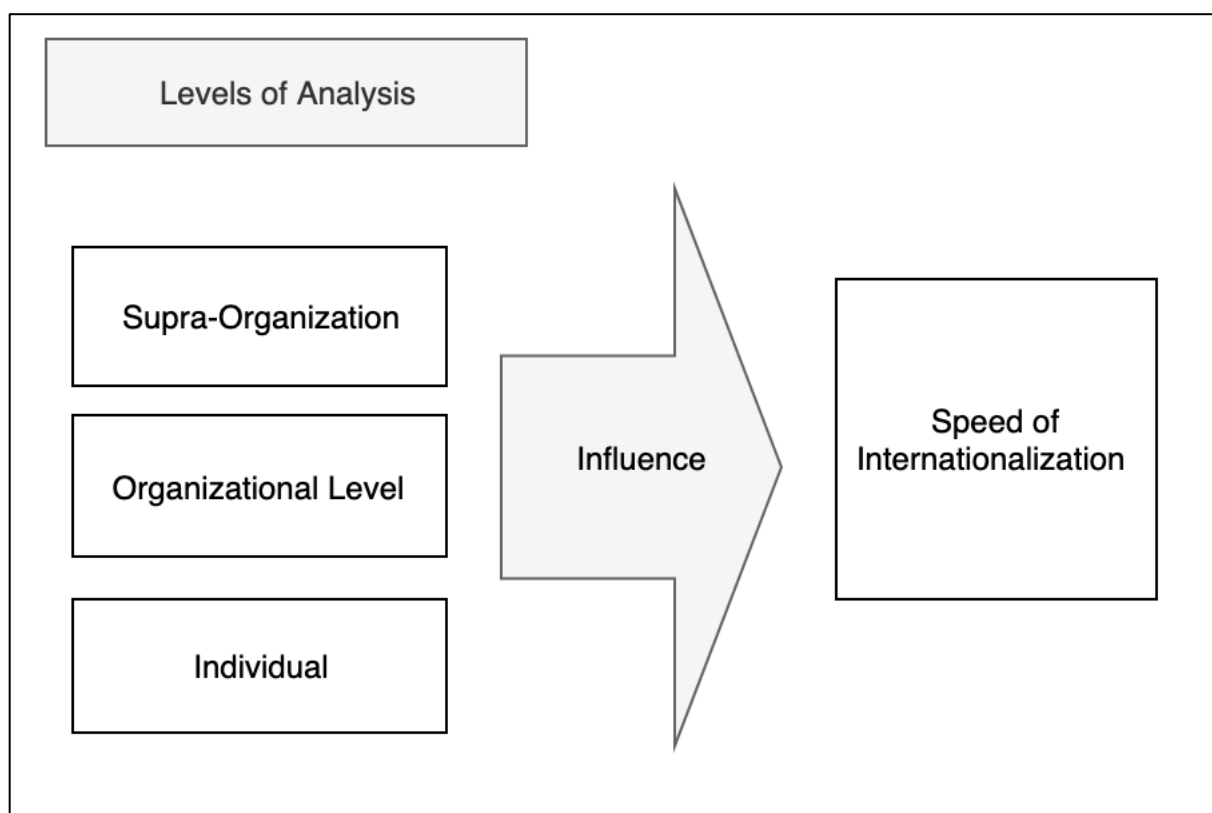 Levels of Analysis
Supra-Organization
Organizational Level
Individual
Influence
Speed of
Internationalization